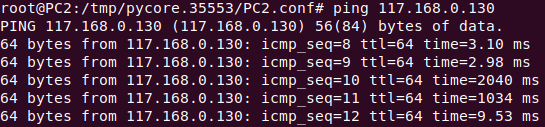 root@PC2:/tmp/pycore.35553/PC2.conf# ping 117.168.0.130
PING 117.168.0.130 (117.168.0.130) 56(84) bytes of data.
64 bytes from 117.168.0.130: icmp_seq=8 ttl=64 time=3.10 ms
64 bytes from 117.168.0.130: icmp_seq=9 ttl=64 time=2.98 ms
64 bytes from 117.168.0.130: icmp_seq=10 ttl=64 time=2040 ms
64 bytes from 117.168.0.130: icmp_seq=11 ttl=64 time=1034 ms
64 bytes from 117.168.0.130: icmp_seq=12 ttl=64 time=9.53 ms